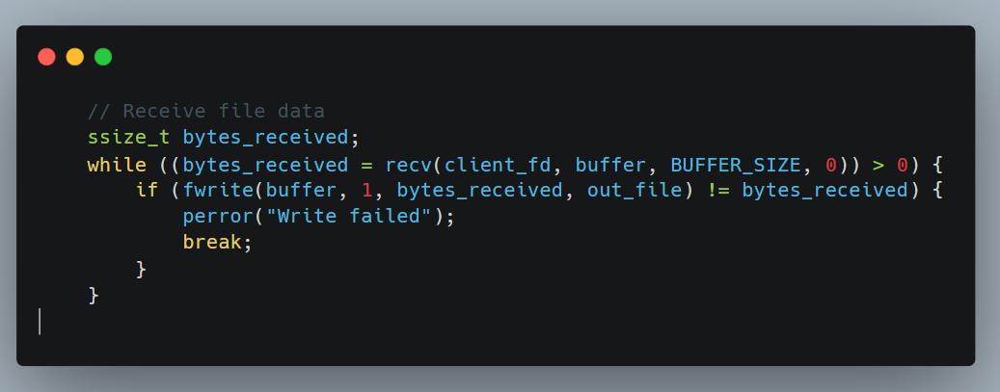 // Receive file data
ssize_t bytes_received;
while ((bytes_received = recv(client_fd, buffer, BUFFER_SIZE, 0)) > 0) {
    if (fwrite(buffer, 1, bytes_received, out_file) != bytes_received) {
        perror("Write failed");
        break;
    }
}